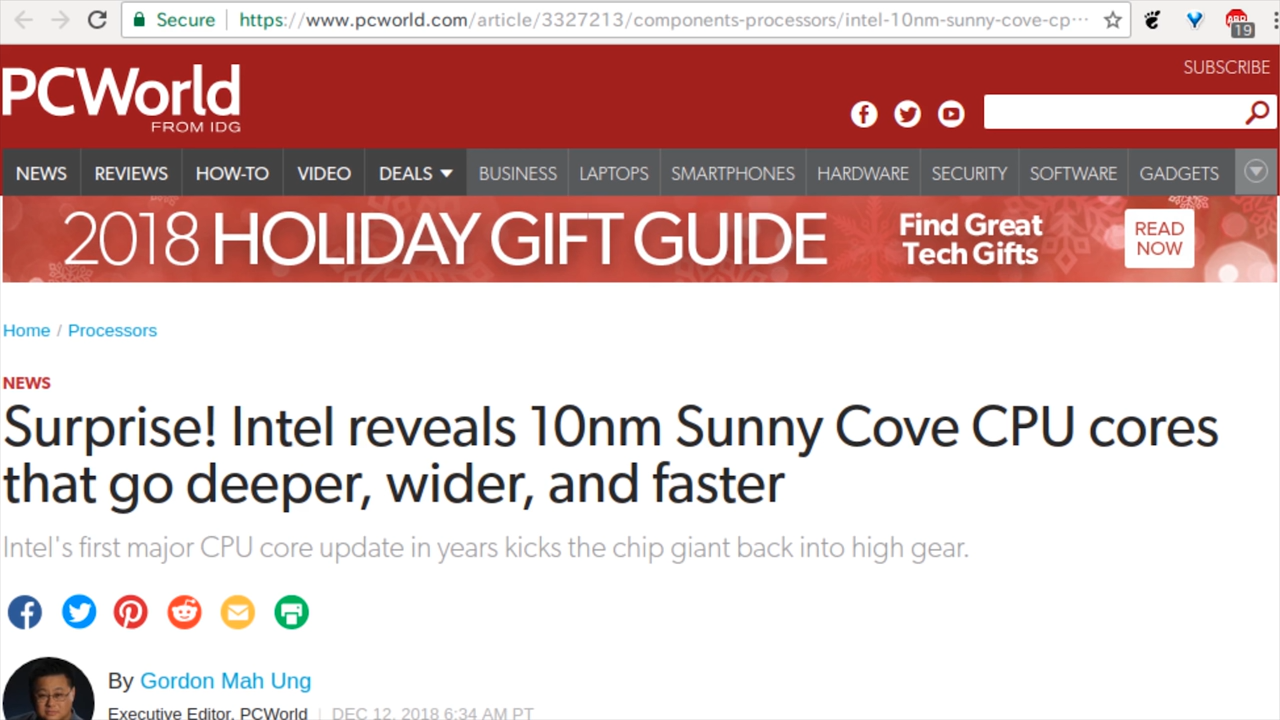 Secure https://www.pcworld.com/article/3327213/components-processors/intel-10nm-sunny-cove-cp…
ABP
19
SUBSCRIBE
PCWorld
FROM IDG
NEWS REVIEWS HOW-TO VIDEO DEALS BUSINESS LAPTOPS SMARTPHONES HARDWARE SECURITY SOFTWARE GADGETS
2018 HOLIDAY GIFT GUIDE
Find Great
Tech Gifts
READ
NOW
Home / Processors
NEWS
Surprise! Intel reveals 10nm Sunny Cove CPU cores
that go deeper, wider, and faster
Intel's first major CPU core update in years kicks the chip giant back into high gear.
By Gordon Mah Ung
Executive Editor, PCWorld | DEC 12, 2018 6:34 AM PT